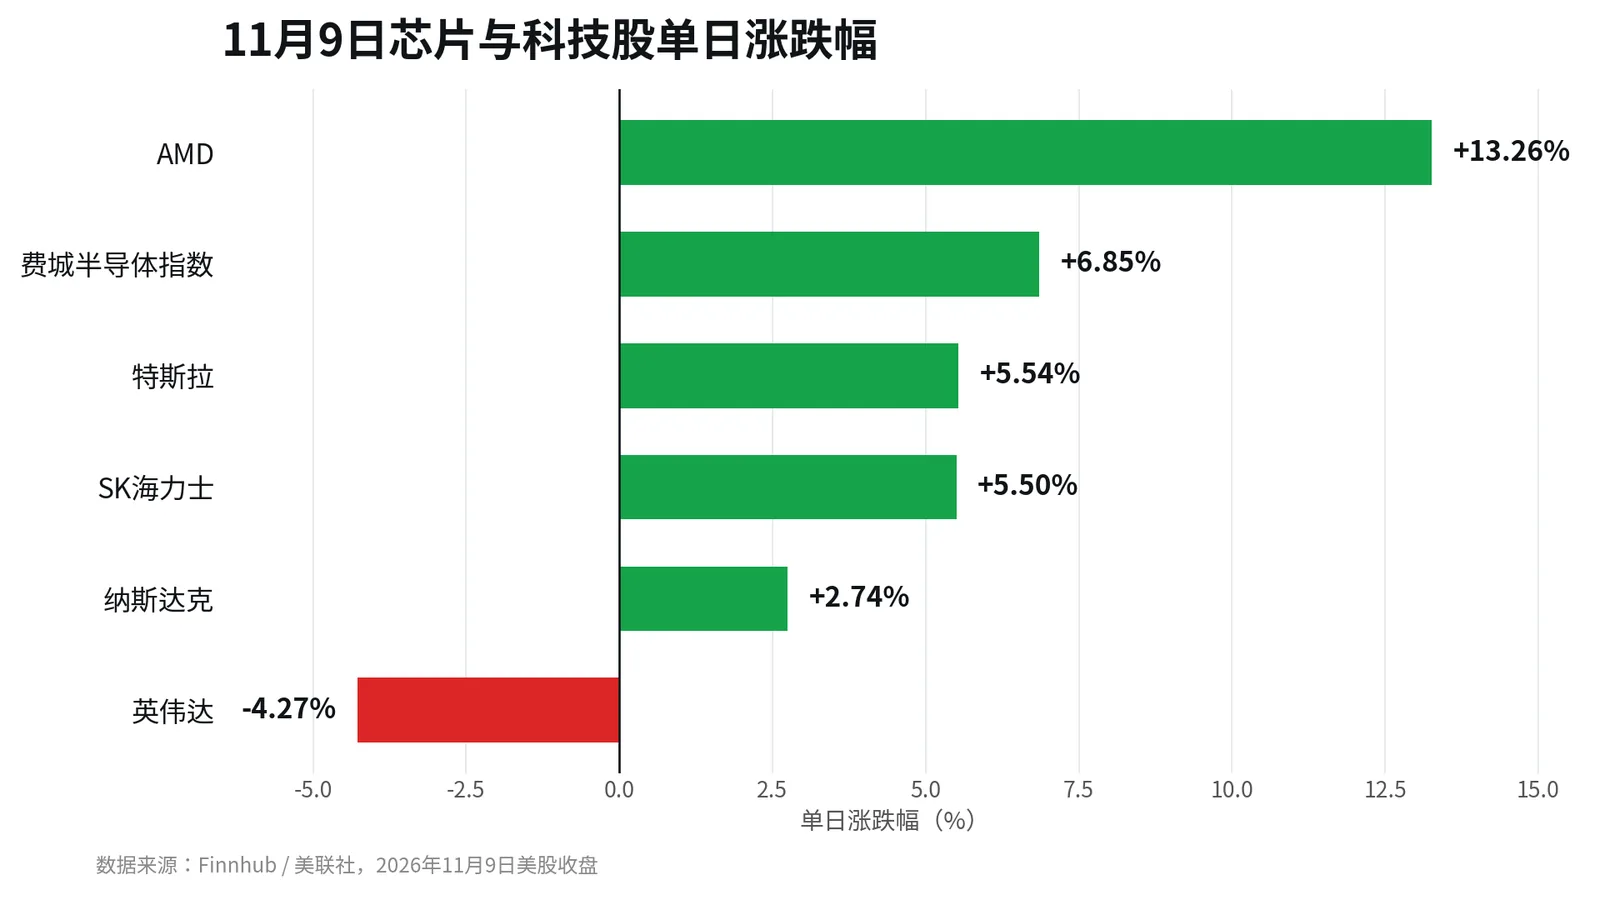 11月9日芯片与科技股单日涨跌幅
AMD +13.26%
费城半导体指数 +6.85%
特斯拉 +5.54%
SK海力士 +5.50%
纳斯达克 +2.74%
英伟达 -4.27%
-5.0 -2.5 0.0 2.5 5.0 7.5 10.0 12.5 15.0
单日涨跌幅（%）
数据来源：Finnhub / 美联社，2026年11月9日美股收盘